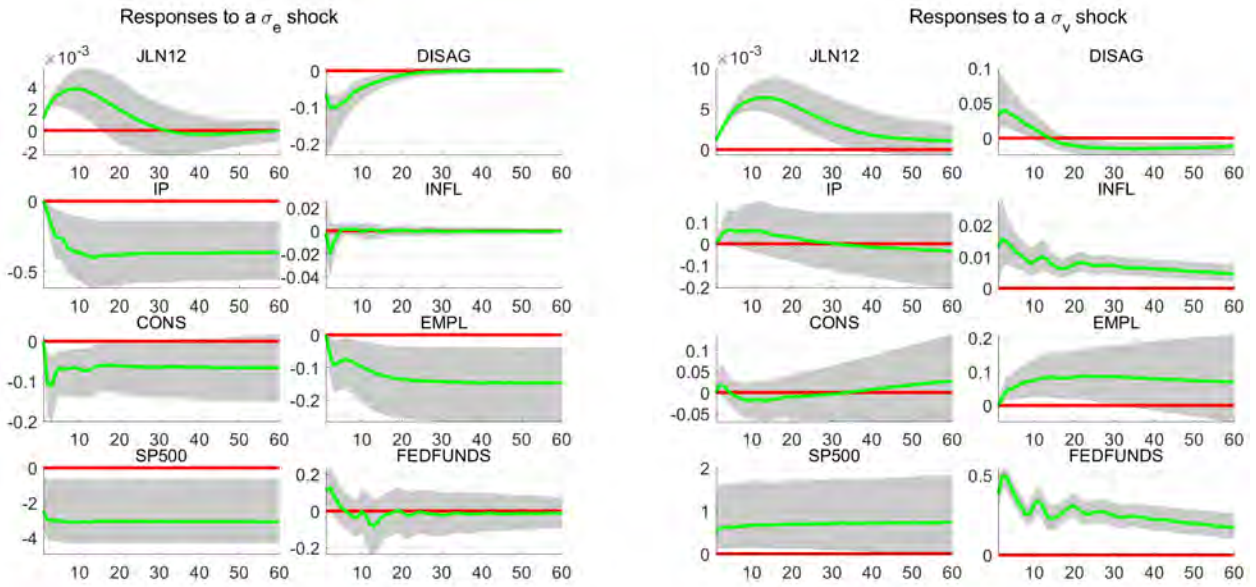 Responses to a σe shock
×10-3 JLN12 DISAG
4 2 0 -2
0 -0.1 -0.2
10 20 30 40 50 60 10 20 30 40 50 60
IP INFL
0 -0.5
0.02 0 -0.02 -0.04
10 20 30 40 50 60 10 20 30 40 50 60
CONS EMPL
0 -0.1 -0.2
0 -0.1 -0.2
10 20 30 40 50 60 10 20 30 40 50 60
SP500 FEDFUNDS
0 -2 -4
0.2 0 -0.2
10 20 30 40 50 60 10 20 30 40 50 60
Responses to a σv shock
×10-3 JLN12 DISAG
10 5 0
0.1 0.05 0
10 20 30 40 50 60 10 20 30 40 50 60
IP INFL
0.1 0 -0.1 -0.2
0.02 0.01 0
10 20 30 40 50 60 10 20 30 40 50 60
CONS EMPL
0.1 0.05 0 -0.05
0.2 0.1 0
10 20 30 40 50 60 10 20 30 40 50 60
SP500 FEDFUNDS
2 1 0
0.5 0
10 20 30 40 50 60 10 20 30 40 50 60